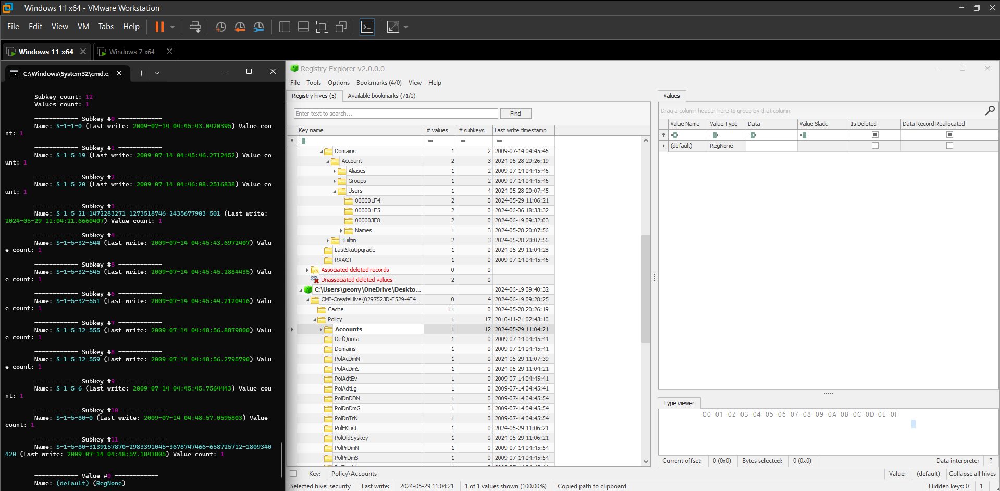 Windows 11 x64 - VMware Workstation
File Edit View VM Tabs Help
Windows 11 x64
Windows 7 x64
C:\Windows\System32\cmd.e
Subkey count: 12
Values count: 1
------------ Subkey #0 ------------
Name: S-1-1-0 (Last write: 2009-07-14 04:45:43.0420395) Value cou
nt: 1
------------ Subkey #1 ------------
Name: S-1-5-19 (Last write: 2009-07-14 04:45:46.2712452) Value co
unt: 1
------------ Subkey #2 ------------
Name: S-1-5-20 (Last write: 2009-07-14 04:46:08.2516838) Value co
unt: 1
------------ Subkey #3 ------------
Name: S-1-5-21-1472283271-1273518746-2435677903-501 (Last write:
2024-05-29 11:04:21.6660407) Value count: 1
------------ Subkey #4 ------------
Name: S-1-5-32-544 (Last write: 2009-07-14 04:45:43.6972407) Valu
e count: 1
------------ Subkey #5 ------------
Name: S-1-5-32-545 (Last write: 2009-07-14 04:45:45.2884435) Valu
e count: 1
------------ Subkey #6 ------------
Name: S-1-5-32-551 (Last write: 2009-07-14 04:45:44.2120416) Valu
e count: 1
------------ Subkey #7 ------------
Name: S-1-5-32-555 (Last write: 2009-07-14 04:48:56.8879800) Valu
e count: 1
------------ Subkey #8 ------------
Name: S-1-5-32-559 (Last write: 2009-07-14 04:48:56.2795790) Valu
e count: 1
------------ Subkey #9 ------------
Name: S-1-5-6 (Last write: 2009-07-14 04:45:45.7564443) Value cou
nt: 1
------------ Subkey #10 ------------
Name: S-1-5-80-0 (Last write: 2009-07-14 04:48:57.0595803) Value
count: 1
------------ Subkey #11 ------------
Name: S-1-5-80-3139157870-2983391045-3678747466-658725712-1809340
420 (Last write: 2009-07-14 04:48:57.1843805) Value count: 1
------------ Value #0 ------------
Name: (default) (RegNone)
Registry Explorer v2.0.0.0
File Tools Options Bookmarks (4/0) View Help
Registry hives (5) Available bookmarks (71/0)
Enter text to search... Find
Key name # values # subkeys Last write timestamp
ABC = = =
Domains 1 2 2009-07-14 04:45:46
Account 2 3 2024-05-28 20:26:19
Aliases 1 2 2009-07-14 04:45:46
Groups 1 2 2009-07-14 04:45:46
Users 1 4 2024-05-28 20:07:45
000001F4 2 0 2024-05-29 11:06:21
000001F5 2 0 2024-06-06 18:33:32
000003E8 2 0 2024-06-19 09:32:03
Names 1 3 2024-05-28 20:07:56
Builtin 2 3 2024-05-28 20:07:56
LastSkuUpgrade 1 0 2024-05-29 11:04:28
RXACT 1 0 2009-07-14 04:45:46
Associated deleted records 0 0
Unassociated deleted values 2 0
C:\Users\geony\OneDrive\Deskto... 2024-06-19 09:40:32
CMI-CreateHive{0297523D-E529-4E4... 0 4 2024-06-19 09:28:25
Cache 11 0 2024-05-28 20:26:19
Policy 1 17 2010-11-21 02:43:10
Accounts 1 12 2024-05-29 11:04:21
DefQuota 1 0 2009-07-14 04:45:41
Domains 1 0 2009-07-14 04:45:41
PolAcDmN 1 0 2024-05-29 11:07:39
PolAcDmS 1 0 2024-05-29 11:04:21
PolAdtEv 1 0 2009-07-14 04:45:41
PolAdtLg 1 0 2009-07-14 04:45:41
PolDnDDN 1 0 2009-07-14 04:45:54
PolDnDmG 1 0 2009-07-14 04:45:54
PolDnTrN 1 0 2009-07-14 04:45:54
PolEKList 1 0 2024-05-29 11:06:21
PolOldSyskey 1 0 2024-05-29 11:06:21
PolPrDmN 1 0 2009-07-14 04:45:54
PolPrDmS 1 0 2009-07-14 04:45:54
Key: Policy\Accounts
Selected hive: security Last write: 2024-05-29 11:04:21 1 of 1 values shown (100.00%) Copied path to clipboard
Values
Drag a column header here to group by that column
Value Name Value Type Data Value Slack Is Deleted Data Record Reallocated
ABC ABC ABC ABC
(default) RegNone
Type viewer
00 01 02 03 04 05 06 07 08 09 0A 0B 0C 0D 0E 0F
Current offset: 0 (0x0) Bytes selected: 0 (0x0) Data interpreter ?
Value: (default) Collapse all hives
Hidden keys: 0 1